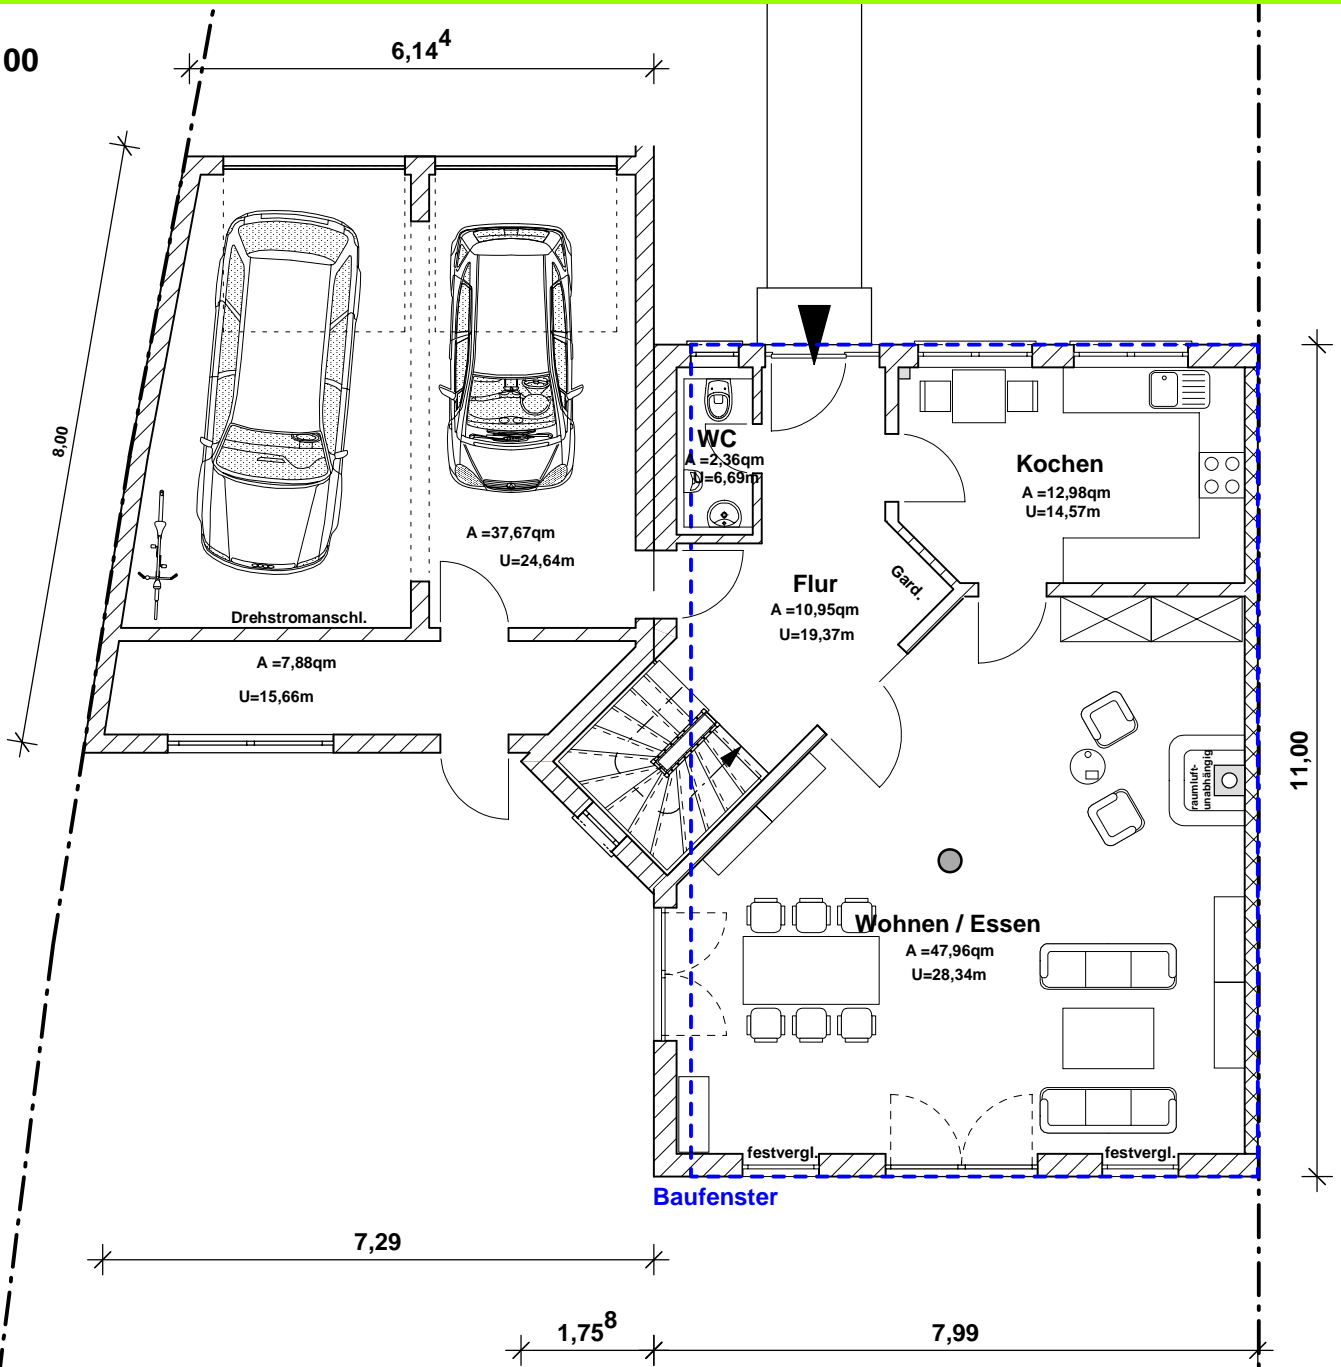 00
6,14⁴
8,00
WC
A =2,36qm
U=6,69m
Kochen
A =12,98qm
U=14,57m
A =37,67qm
U=24,64m
Gard.
Flur
A =10,95qm
U=19,37m
Drehstromanschl.
A =7,88qm
U=15,66m
raumluft-
unabhängig
11,00
Wohnen / Essen
A =47,96qm
U=28,34m
festvergl.
festvergl.
Baufenster
7,29
1,75⁸
7,99